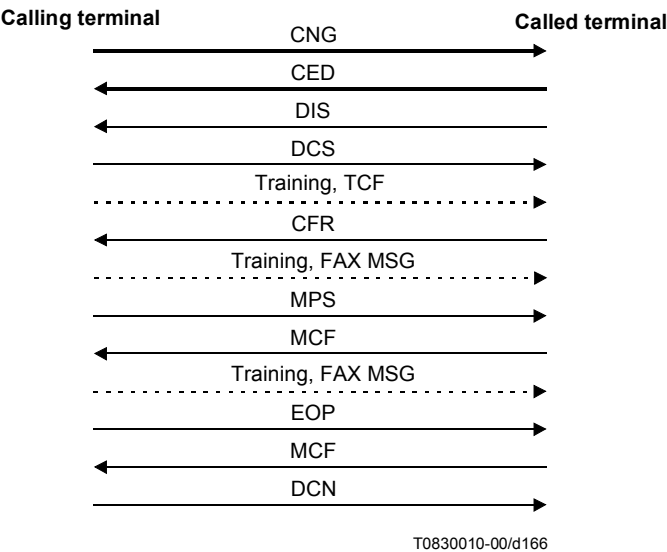 Calling terminal
Called terminal
CNG
CED
DIS
DCS
Training, TCF
CFR
Training, FAX MSG
MPS
MCF
Training, FAX MSG
EOP
MCF
DCN
T0830010-00/d166